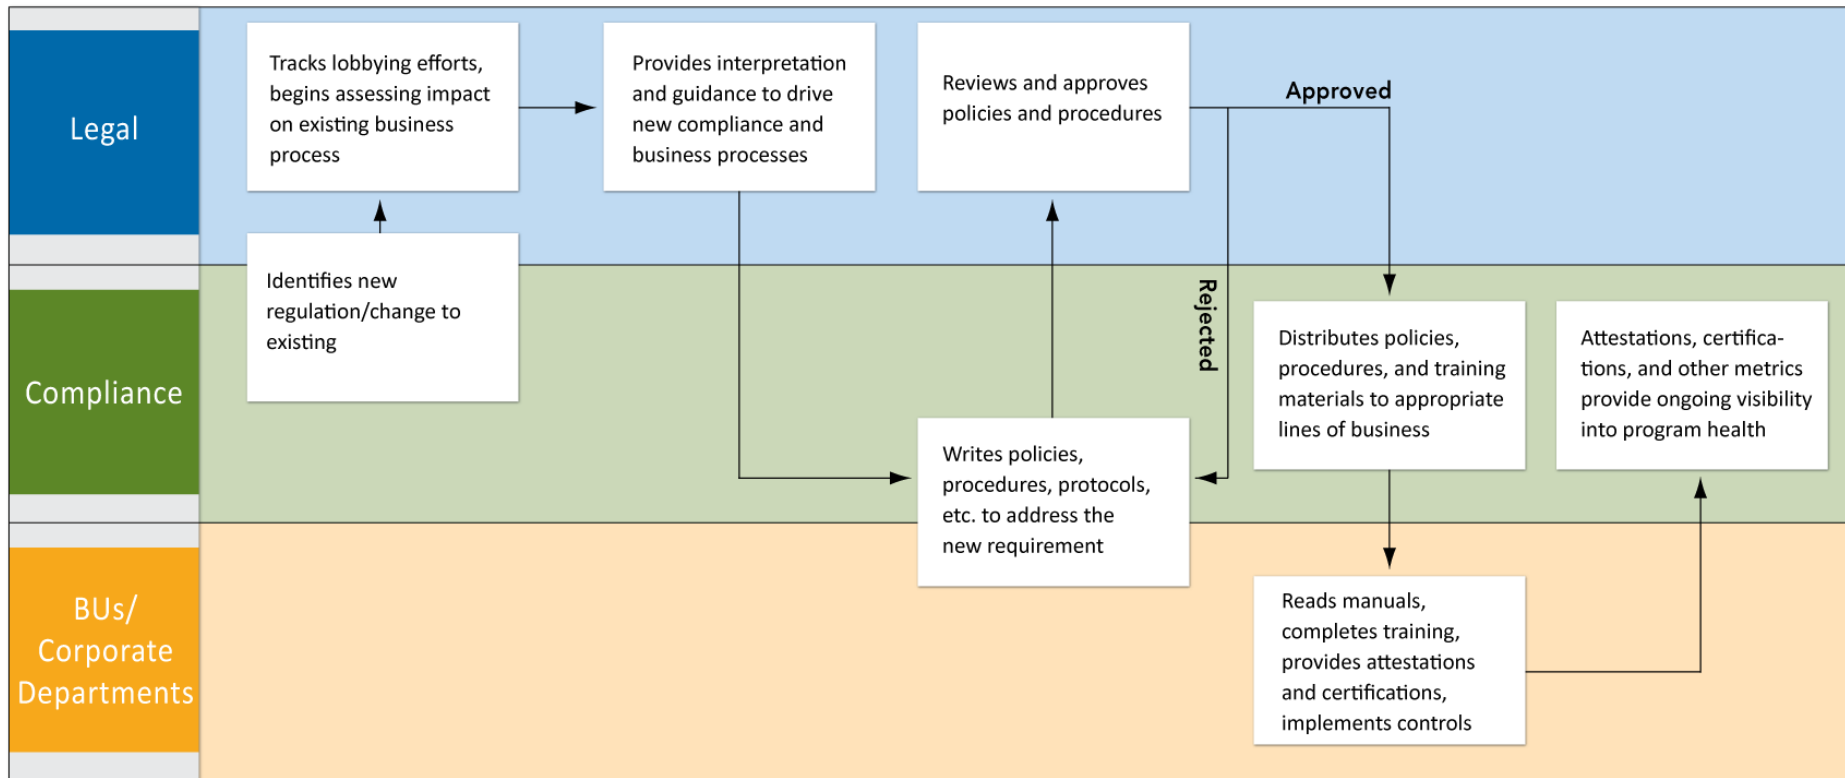 Legal
Tracks lobbying efforts,
begins assessing impact
on existing business
process
Provides interpretation
and guidance to drive
new compliance and
business processes
Reviews and approves
policies and procedures
Approved
Rejected
Compliance
Identifies new
regulation/change to
existing
Writes policies,
procedures, protocols,
etc. to address the
new requirement
Distributes policies,
procedures, and training
materials to appropriate
lines of business
Attestations, certifica-
tions, and other metrics
provide ongoing visibility
into program health
BUs/
Corporate
Departments
Reads manuals,
completes training,
provides attestations
and certifications,
implements controls